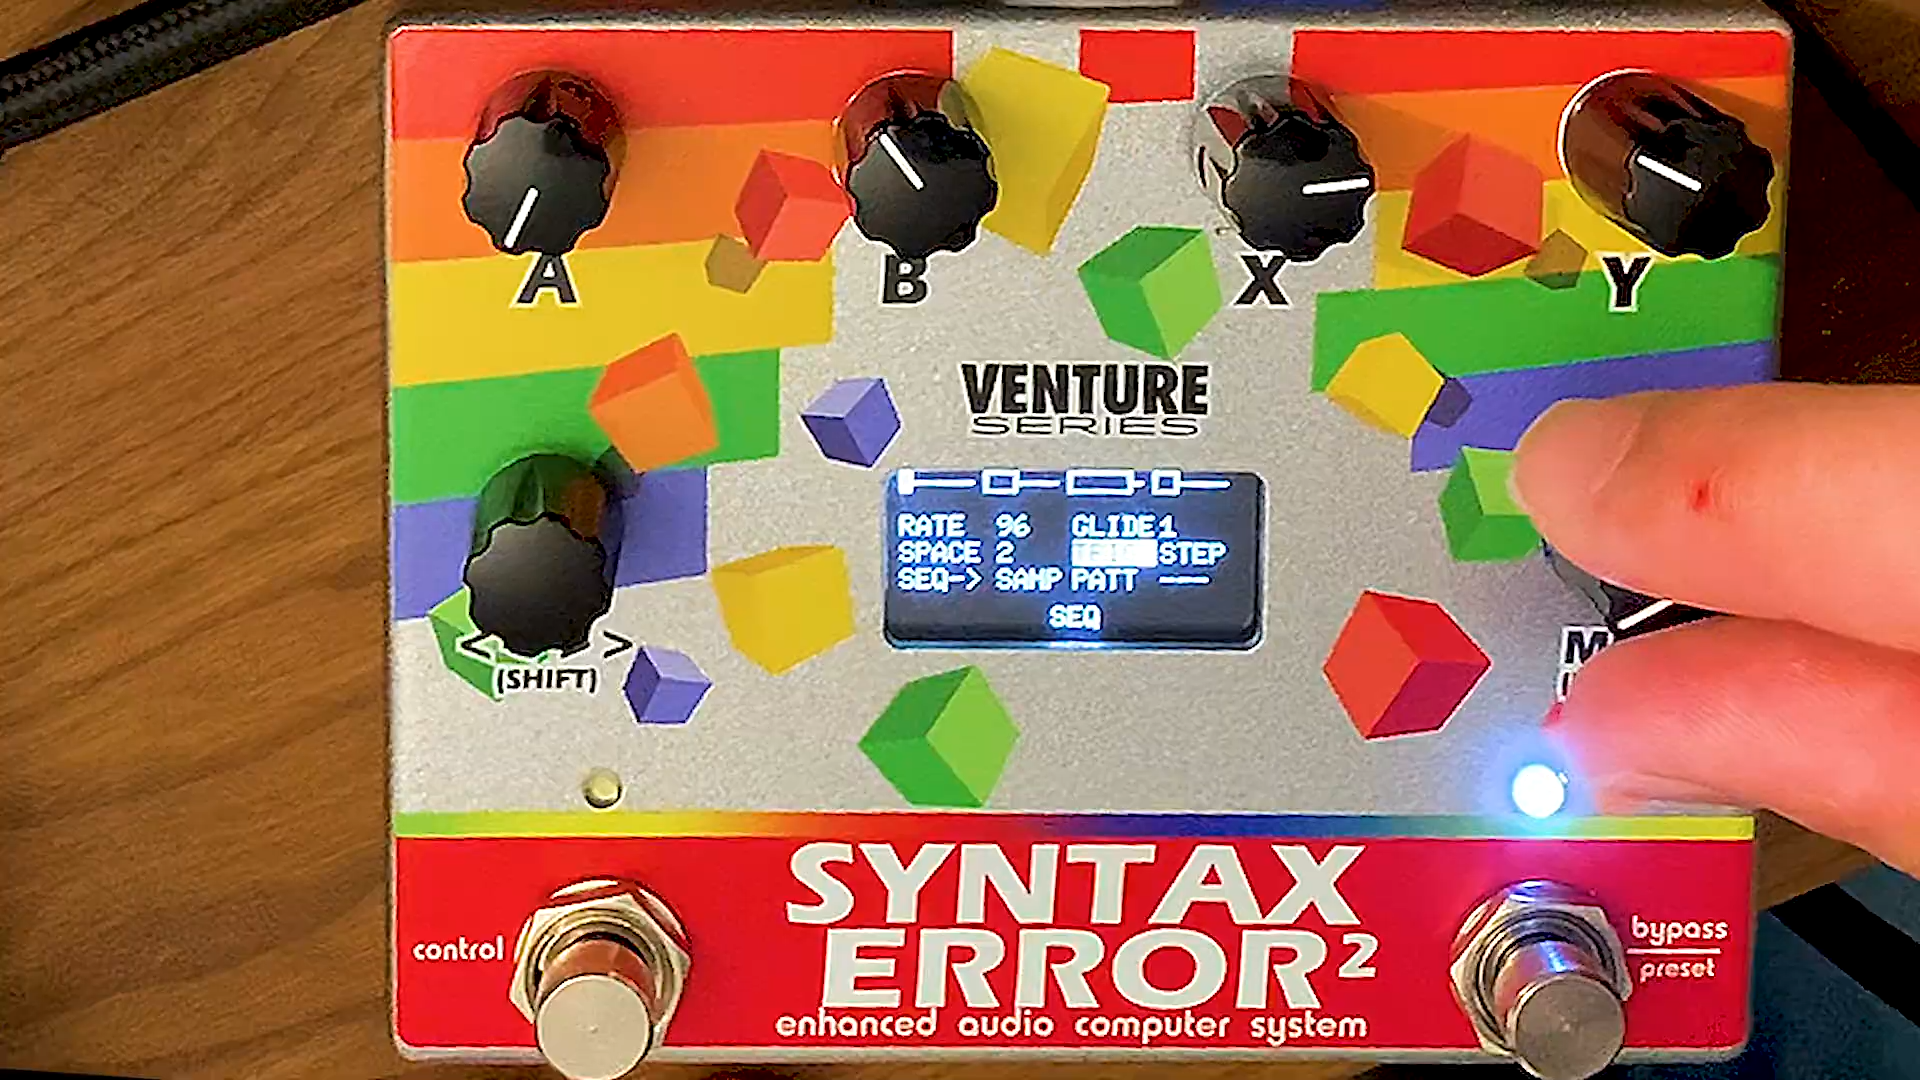 A B X Y
VENTURE
SERIES
RATE 96 GLIDE 1
SPACE 2 STEP
SEQ-> SAMP PATT ----
SEQ
< >
(SHIFT)
M
SYNTAX
ERROR²
enhanced audio computer system
control
bypass
preset